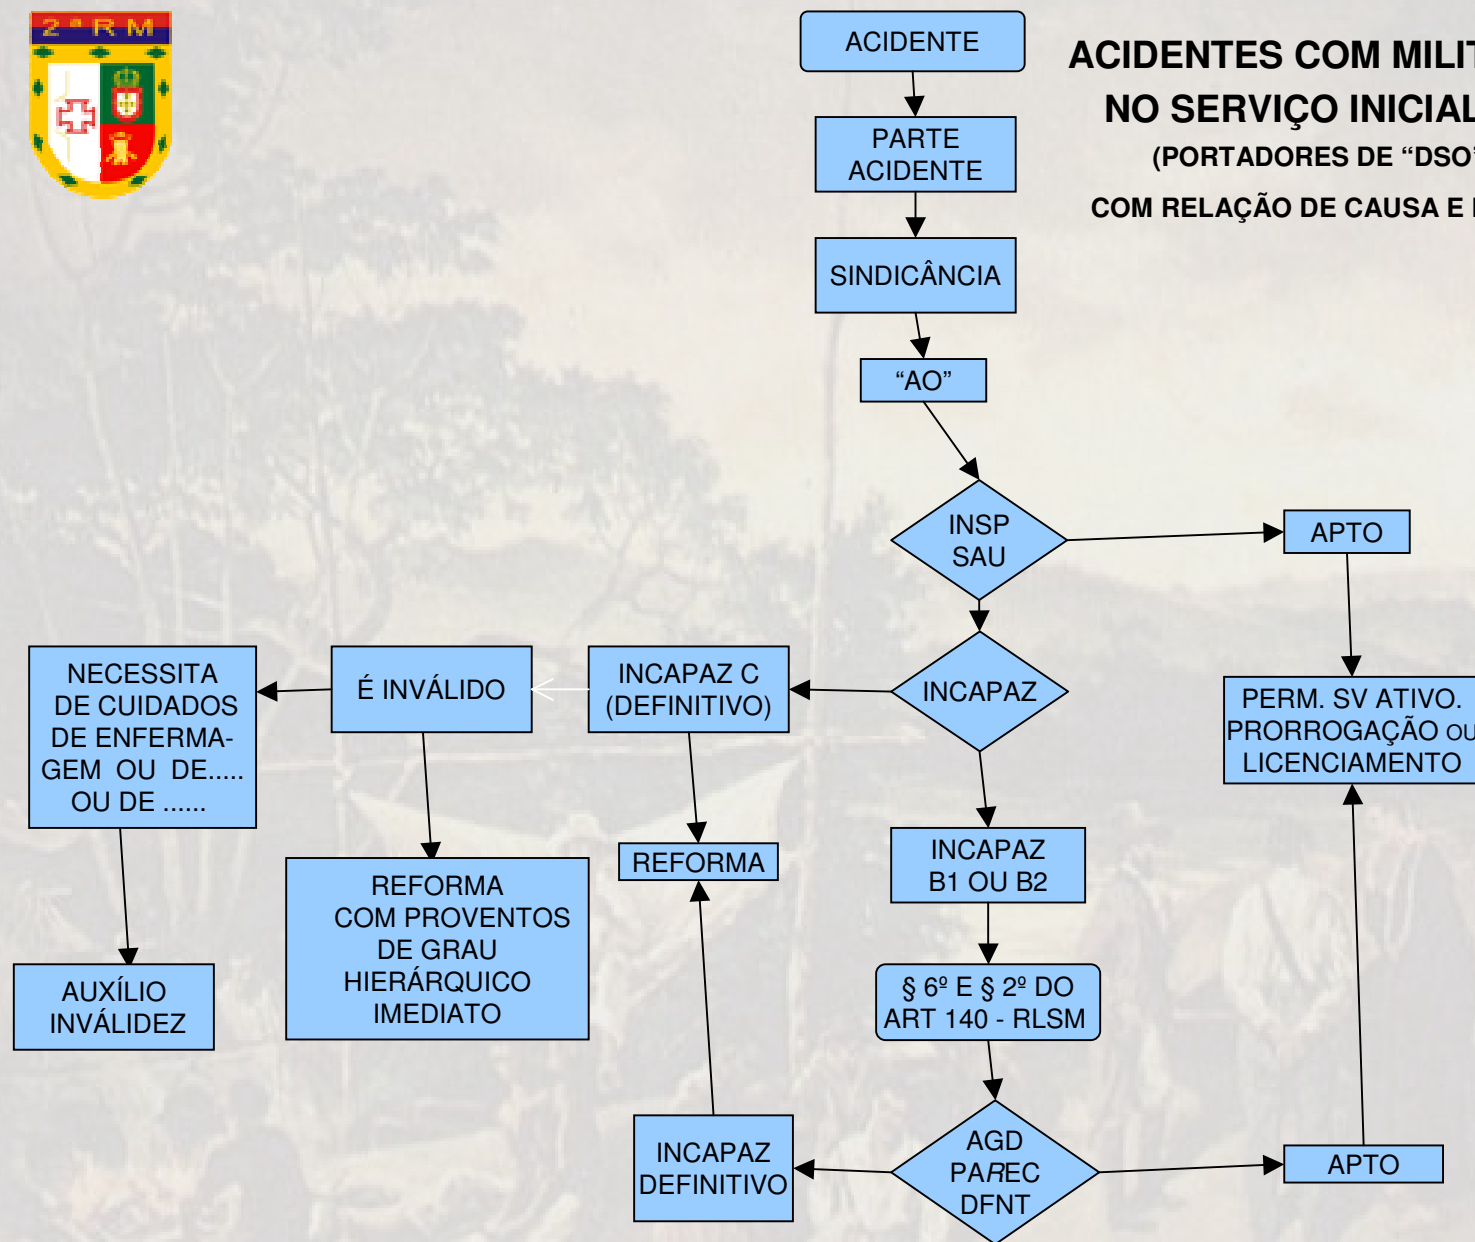 2ª R M
ACIDENTE
ACIDENTES COM MILIT
NO SERVIÇO INICIAL
(PORTADORES DE “DSO”
COM RELAÇÃO DE CAUSA E
PARTE
ACIDENTE
SINDICÂNCIA
“AO”
INSP
SAU
APTO
INCAPAZ
INCAPAZ C
(DEFINITIVO)
É INVÁLIDO
NECESSITA
DE CUIDADOS
DE ENFERMA-
GEM OU DE.....
OU DE ......
PERM. SV ATIVO.
PRORROGAÇÃO OU
LICENCIAMENTO
REFORMA
INCAPAZ
B1 OU B2
REFORMA
COM PROVENTOS
DE GRAU
HIERÁRQUICO
IMEDIATO
AUXÍLIO
INVÁLIDEZ
§ 6º E § 2º DO
ART 140 - RLSM
AGD
PAREC
DFNT
INCAPAZ
DEFINITIVO
APTO